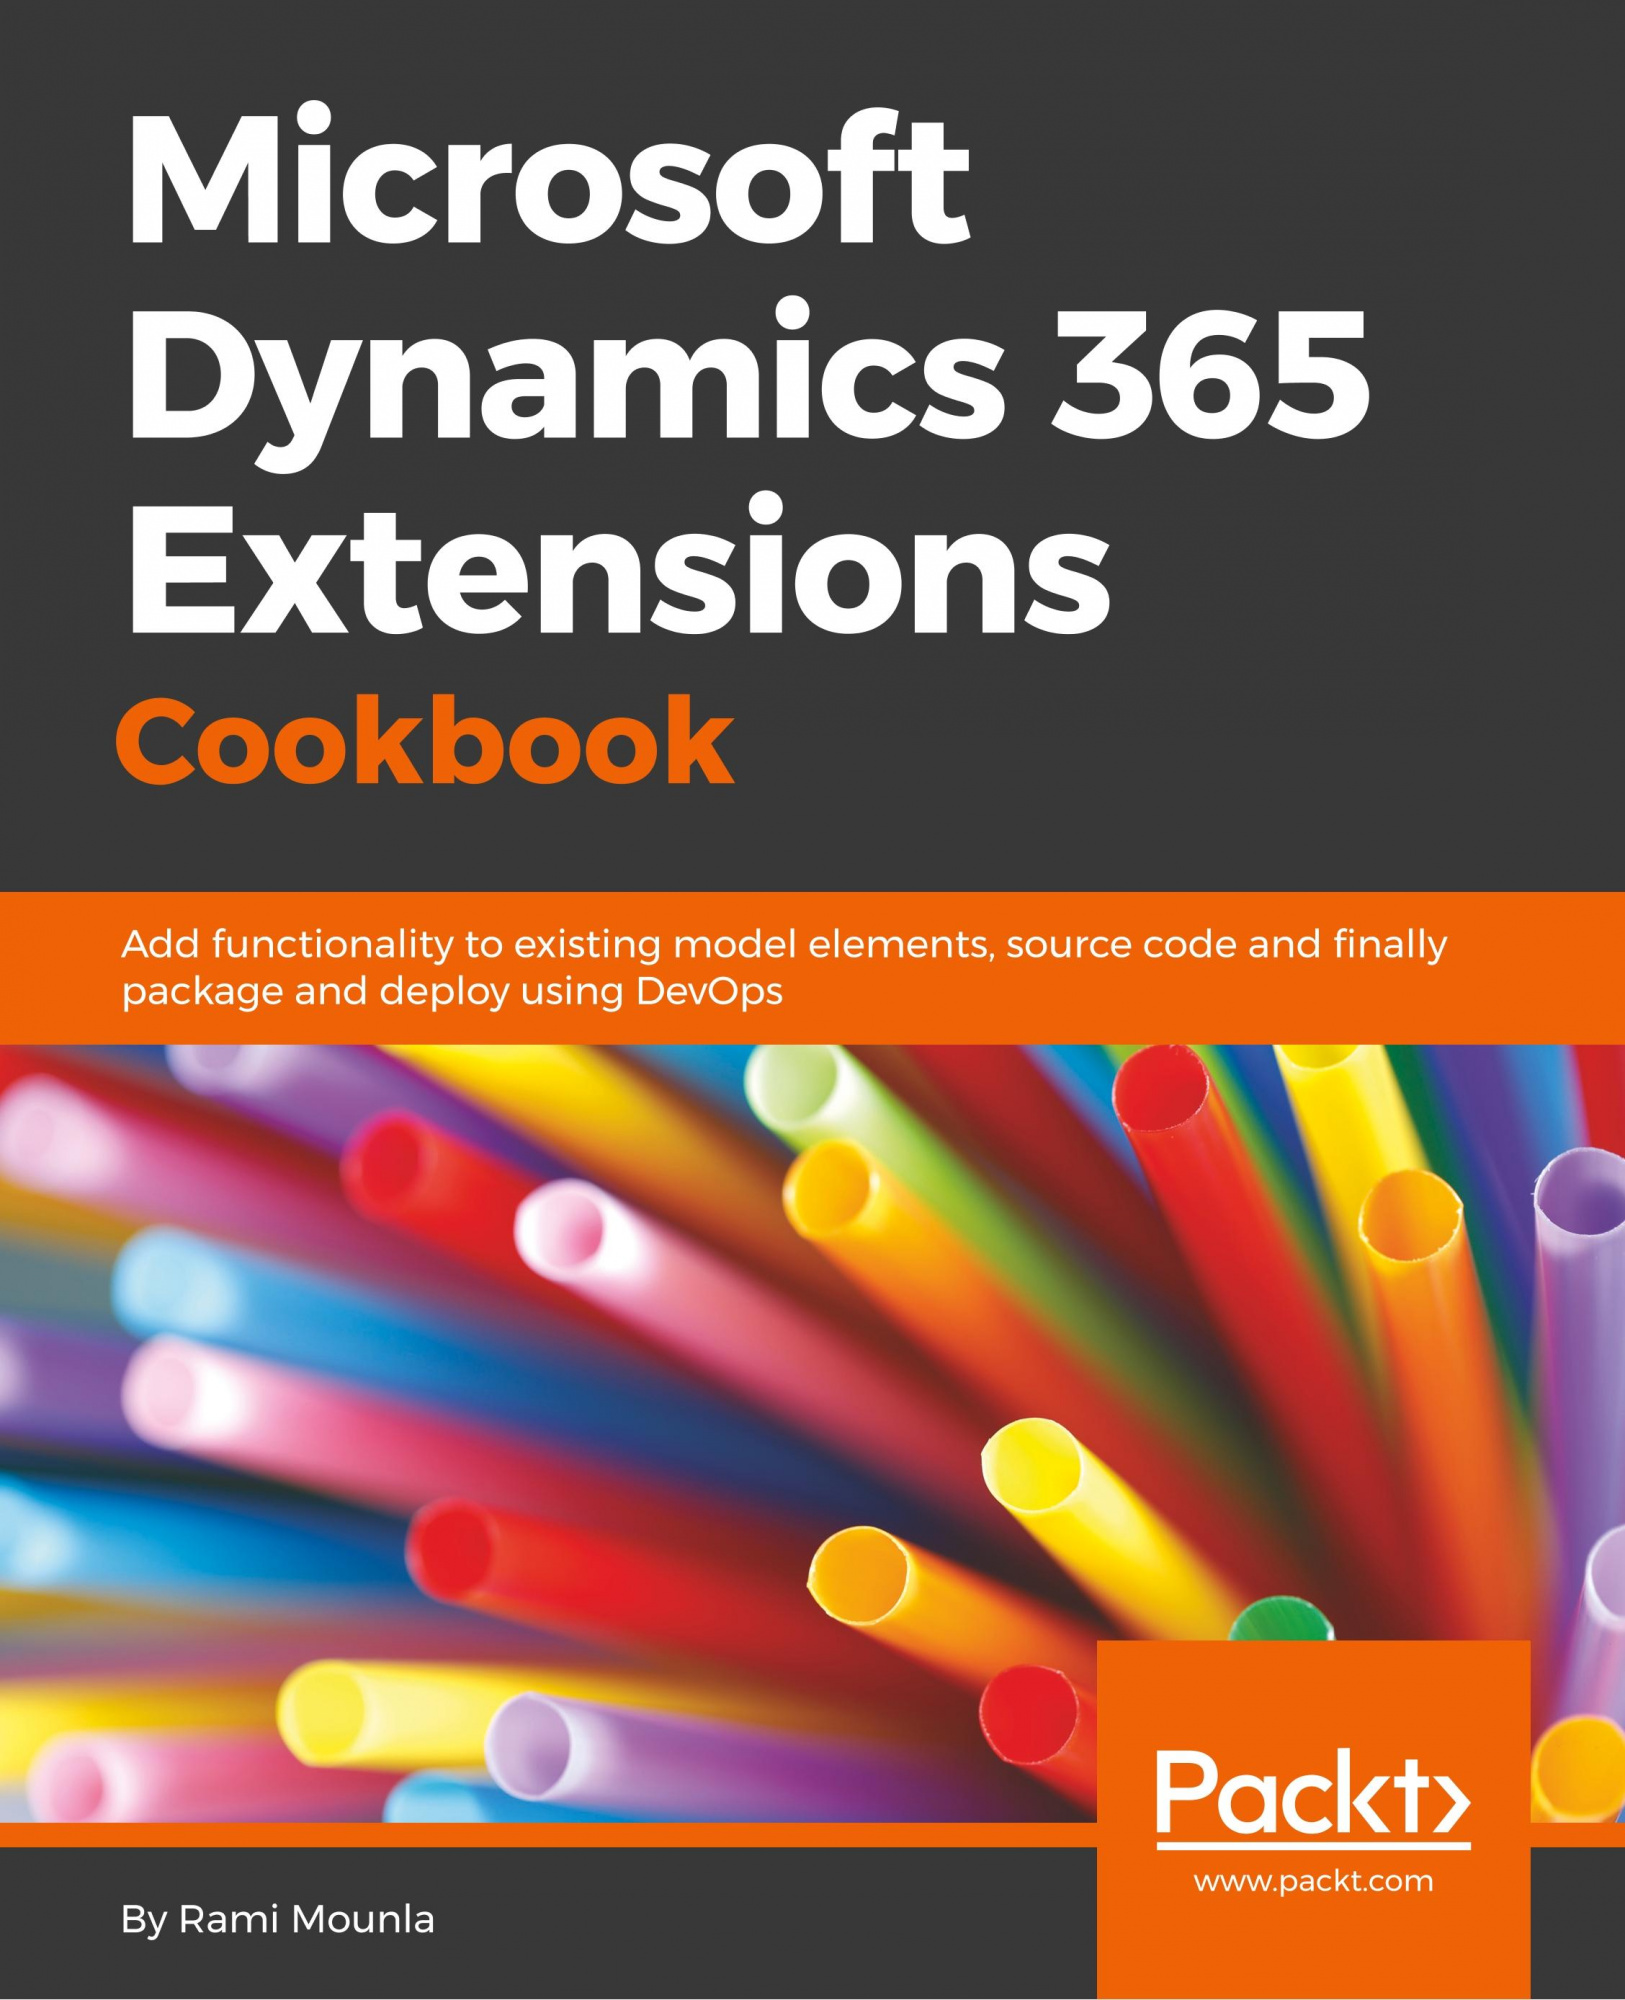 Microsoft
Dynamics 365
Extensions
Cookbook
Add functionality to existing model elements, source code and finally
package and deploy using DevOps
Packt>
www.packt.com
By Rami Mounla